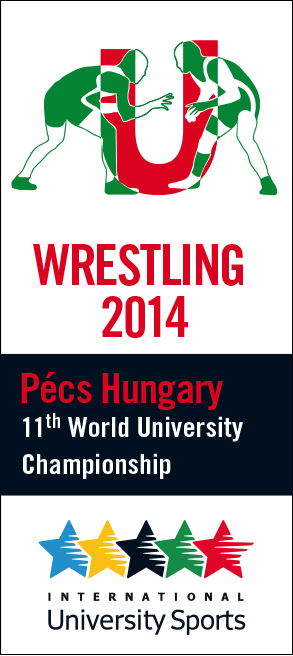 U
WRESTLING
2014
Pécs Hungary
11th World University
Championship
INTERNATIONAL
University Sports